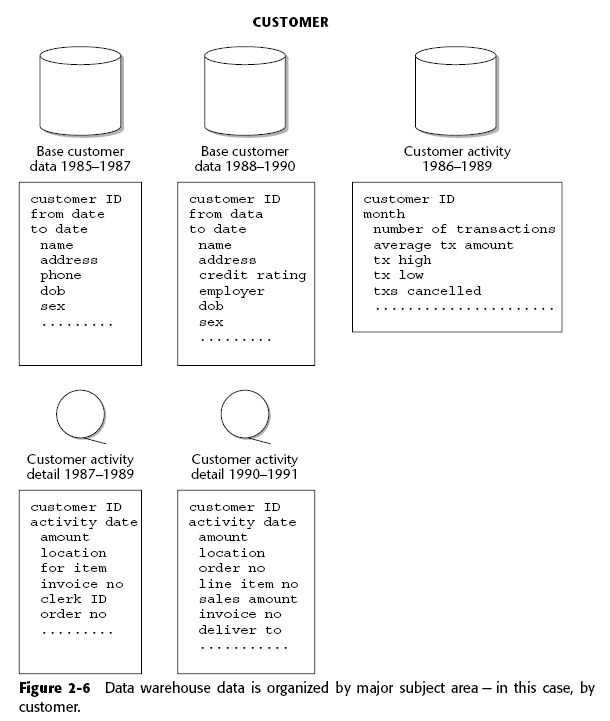 CUSTOMER
Base customer
data 1985–1987
customer ID
from date
to date
name
address
phone
dob
sex
.........
Base customer
data 1988–1990
customer ID
from data
to date
name
address
credit rating
employer
dob
sex
.........
Customer activity
1986–1989
customer ID
month
number of transactions
average tx amount
tx high
tx low
txs cancelled
......................
Customer activity
detail 1987–1989
customer ID
activity date
amount
location
for item
invoice no
clerk ID
order no
.........
Customer activity
detail 1990–1991
customer ID
activity date
amount
location
order no
line item no
sales amount
invoice no
deliver to
...........
Figure 2-6 Data warehouse data is organized by major subject area — in this case, by
customer.